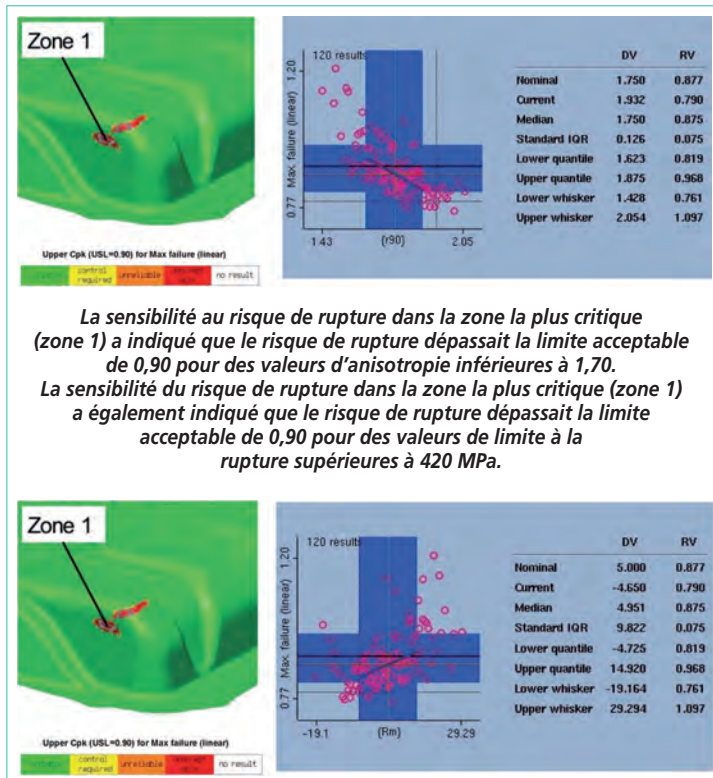 Zone 1
Upper Cpk (USL=0.90) for Max failure (linear)
control required
unreliable
no result
120 results
Max. failure (linear)
1.20
0.77
1.43
(r90)
2.05
DV RV
Nominal 1.750 0.877
Current 1.932 0.790
Median 1.750 0.875
Standard IQR 0.126 0.075
Lower quantile 1.623 0.819
Upper quantile 1.875 0.968
Lower whisker 1.428 0.761
Upper whisker 2.054 1.097
La sensibilité au risque de rupture dans la zone la plus critique
(zone 1) a indiqué que le risque de rupture dépassait la limite acceptable
de 0,90 pour des valeurs d’anisotropie inférieures à 1,70.
La sensibilité du risque de rupture dans la zone la plus critique (zone 1)
a également indiqué que le risque de rupture dépassait la limite
acceptable de 0,90 pour des valeurs de limite à la
rupture supérieures à 420 MPa.
Zone 1
Upper Cpk (USL=0.90) for Max failure (linear)
control required
unreliable
no result
120 results
Max. failure (linear)
1.20
0.77
-19.1
(Rm)
29.29
DV RV
Nominal 5.000 0.877
Current -4.650 0.790
Median 4.951 0.875
Standard IQR 9.822 0.075
Lower quantile -4.725 0.819
Upper quantile 14.920 0.968
Lower whisker -19.164 0.761
Upper whisker 29.294 1.097